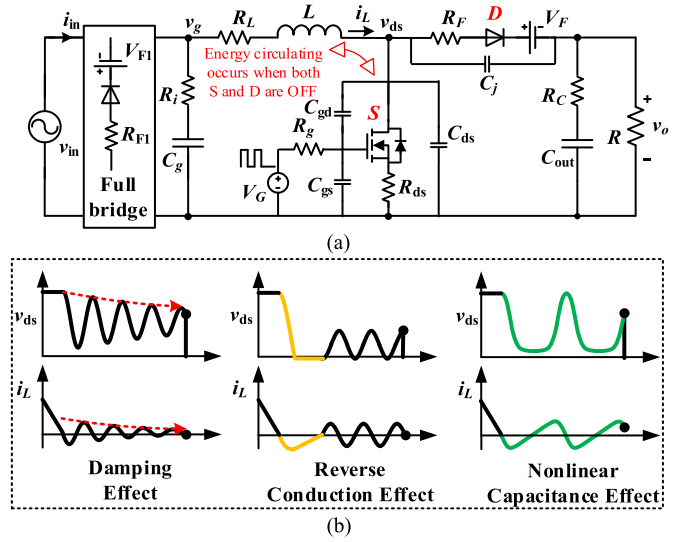 i_in
v_g
R_L
L
i_L
v_ds
R_F
D
V_F
V_F1
Energy circulating
occurs when both
S and D are OFF
C_j
R_i
C_gd
S
R_C
+
R_g
C_ds
R
v_o
v_in
R_F1
C_g
C_out
Full
bridge
V_G
C_gs
R_ds
(a)
v_ds
v_ds
v_ds
i_L
i_L
i_L
Damping
Effect
Reverse
Conduction Effect
Nonlinear
Capacitance Effect
(b)